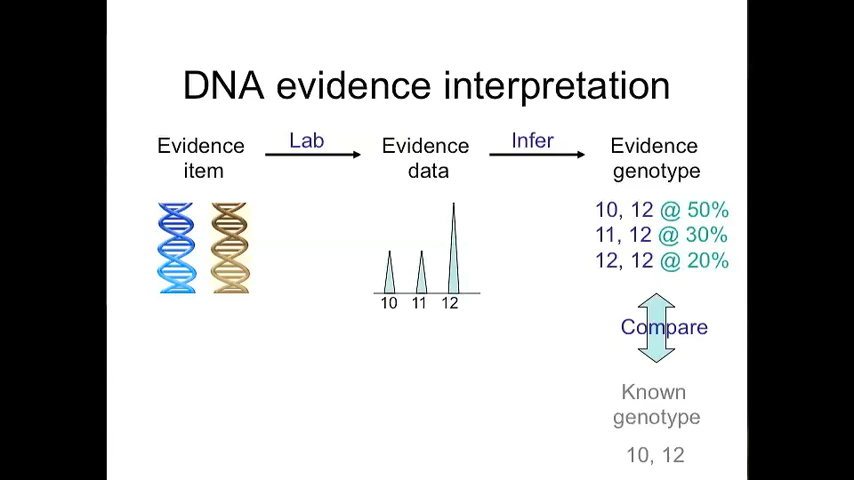 DNA evidence interpretation
Evidence item
Lab
Evidence data
Infer
Evidence genotype
10, 12 @ 50%
11, 12 @ 30%
12, 12 @ 20%
10 11 12
Compare
Known genotype
10, 12